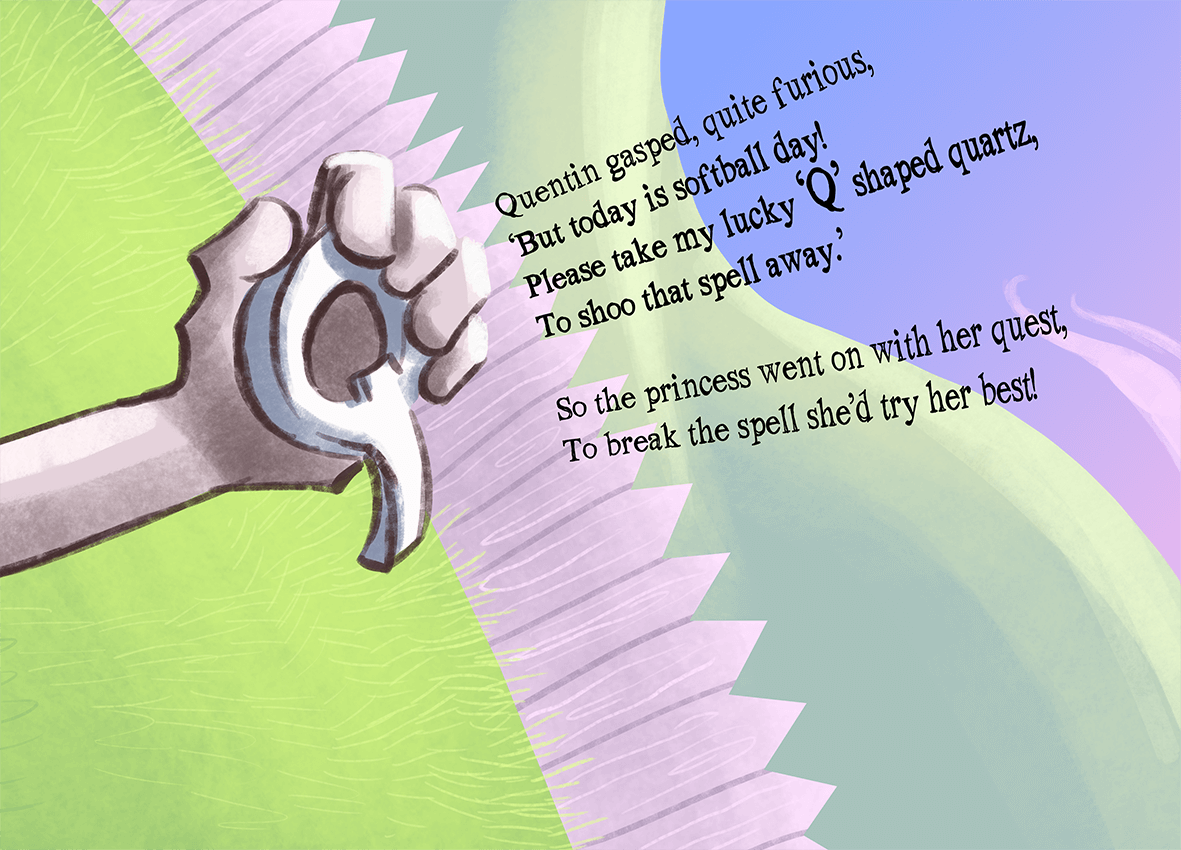 Quentin gasped, quite furious,
‘But today is softball day!
Please take my lucky ‘Q’ shaped quartz,
To shoo that spell away.’
So the princess went on with her quest,
To break the spell she’d try her best!